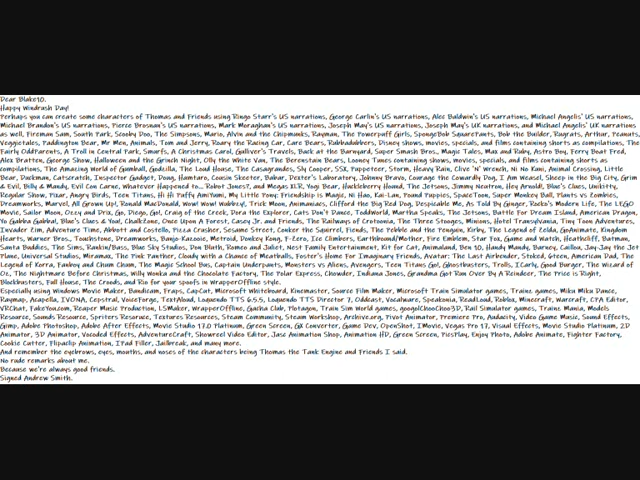 Dear Blake10,
Happy Windrush Day!
Perhaps you can create some characters of Thomas and Friends using Ringo Starr's US narrations, George Carlin's US narrations, Alec Baldwin's US narrations, Michael Angelis' US narrations,
Michael Brandon's US narrations, Pierce Brosnan's US narrations, Mark Moraghan's US narrations, Joseph May's US narrations, Joseph May's UK narrations, and Michael Angelis' UK narrations
as well, Fireman Sam, South Park, Scooby Doo, The Simpsons, Mario, Alvin and the Chipmunks, Rayman, The Powerpuff Girls, SpongeBob SquarePants, Bob the Builder, Rugrats, Arthur, Peanuts,
Veggietales, Paddington Bear, Mr Men, Animals, Tom and Jerry, Roary the Racing Car, Care Bears, Rubbadubbers, Disney shows, movies, specials, and films containing shorts as compilations, The
Fairly OddParents, A Troll in Central Park, Smurfs, A Christmas Carol, Gulliver's Travels, Back at the Barnyard, Super Smash Bros., Magic Tales, Max and Ruby, Astro Boy, Ferry Boat Fred,
Alex Bratten, George Show, Halloween and the Grinch Night, Olly the White Van, The Berenstain Bears, Looney Tunes containing shows, movies, specials, and films containing shorts as
compilations, The Amazing World of Gumball, Godzilla, The Loud House, The Casagrandes, Sly Cooper, SSX, Puppeteer, Storm, Heavy Rain, Clive 'N' Wrench, Ni No Kuni, Animal Crossing, Little
Bear, Duckman, Catscratch, Inspector Gadget, Doug, Hamtaro, Cousin Skeeter, Babar, Dexter's Laboratory, Johnny Bravo, Courage the Cowardly Dog, I Am Weasel, Sheep in the Big City, Grim
& Evil, Billy & Mandy, Evil Con Carne, Whatever Happened to... Robot Jones?, and Megas XLR, Yogi Bear, Huckleberry Hound, The Jetsons, Jimmy Neutron, Hey Arnold!, Blue's Clues, Unikitty,
Regular Show, Pixar, Angry Birds, Teen Titans, Hi Hi Puffy AmiYumi, My Little Pony: Friendship is Magic, Ni Hao, Kai-Lan, Pound Puppies, SpaceToon, Super Monkey Ball, Plants vs Zombies,
Dreamworks, Marvel, All Grown Up!, Ronald MacDonald, Wow! Wow! Wubbzy!, Trick Moon, Animaniacs, Clifford the Big Red Dog, Despicable Me, As Told By Ginger, Rocko's Modern Life, The LEGO
Movie, Sailor Moon, Ozzy and Drix, Go, Diego, Go!, Craig of the Creek, Dora the Explorer, Cats Don't Dance, ToddWorld, Martha Speaks, The Jetsons, Battle For Dream Island, American Dragon,
Yo Gabba Gabba!, Blue's Clues & You!, ChalkZone, Once Upon A Forest, Casey Jr. and Friends, The Railways of Crotoonia, The Three Stooges, Minions, Hotel Transylvania, Tiny Toon Adventures,
Invader Zim, Adventure Time, Abbott and Costello, Pizza Crasher, Sesame Street, Conker the Squirrel, Fiends, The Pebble and the Penguin, Kirby, The Legend of Zelda, GoAnimate, Kingdom
Hearts, Warner Bros., Touchstone, Dreamworks, Banjo-Kazooie, Metroid, Donkey Kong, F-Zero, Ice Climbers, Earthbound/Mother, Fire Emblem, Star Fox, Game and Watch, Heathcliff, Batman,
Santa Buddies, The Sims, Rankin/Bass, Blue Sky Studios, Don Bluth, Romeo and Juliet, Nest Family Entertainment, Kit for Cat, Animaland, Ben 10, Handy Mandy, Barney, Caillou, Jay-Jay the Jet
Plane, Universal Studios, Miramax, The Pink Panther, Cloudy with a Chance of Meatballs, Foster's Home For Imaginary Friends, Avatar: The Last Airbender, Stoked, Green, American Dad, The
Legend of Korra, Fanboy and Chum Chum, The Magic School Bus, Captain Underpants, Monsters vs Aliens, Avengers, Teen Titans Go!, Ghostbusters, Trolls, ICarly, Good Burger, The Wizard of
Oz, The Nightmare Before Christmas, Willy Wonka and the Chocolate Factory, The Polar Express, Chowder, Indiana Jones, Grandma Got Run Over By A Reindeer, The Price is Right,
Blockbusters, Full House, The Croods, and Rio for your spoofs in WrapperOffline style.
Especially using Windows Movie Maker, Bandicam, Fraps, CapCut, Microsoft Whiteboard, Kinemaster, Source Film Maker, Microsoft Train Simulator games, Trainz games, Miku Miku Dance,
Raymap, Acapella, IVONA, Cepstral, VoiceForge, TextAloud, Loquendo TTS 6.5.5, Loquendo TTS Director 7, Oddcast, Vocalware, Speakonia, ReadLoud, Roblox, Minecraft, Warcraft, CPA Editor,
VRChat, FakeYou.com, Reaper Music Production, LSMaker, WrapperOffline, Gacha Club, Plotagon, Train Sim World games, googolChooChoo3D, Rail Simulator games, Trains Mania, Models
Resource, Sounds Resource, Spriters Resource, Textures Resources, Steam Community, Steam Workshop, Archive.org, Pivot Animator, Premiere Pro, Audacity, Video Game Music, Sound Effects,
Gimp, Adobe Photoshop, Adobe After Effects, Movie Studio 17.0 Platinum, Green Screen, GX Converter, Game Dev, OpenShot, IMovie, Vegas Pro 17, Visual Effects, Movie Studio Platinum, 2D
Animator, 3D Animator, Vocoded Effects, AdventureCraft, Showreel Video Editor, Jase Animation Shop, Animation HD, Green Screen, PicsPlay, Enjoy Photo, Adobe Animate, Fighter Factory,
Cookie Cutter, Flipaclip Animation, IPad Filler, Jailbreak, and many more.
And remember the eyebrows, eyes, mouths, and noses of the characters being Thomas the Tank Engine and Friends I said.
No rude remarks about me.
Because we're always good friends.
Signed Andrew Smith.